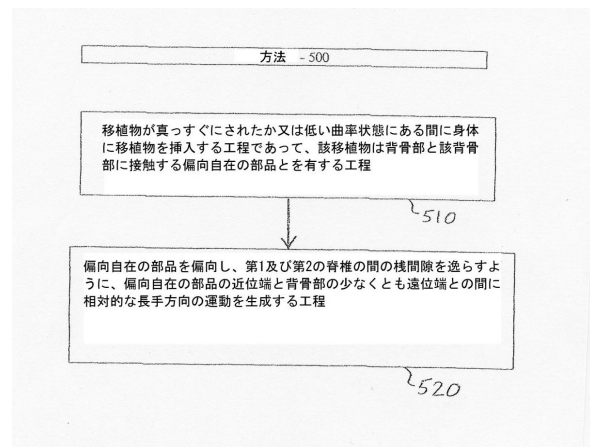 方法 - 500
移植物が真っすぐにされたか又は低い曲率状態にある間に身体
に移植物を挿入する工程であって、該移植物は背骨部と該背骨
部に接触する偏向自在の部品とを有する工程
510
偏向自在の部品を偏向し、第1及び第2の脊椎の間の桟間隙を逸らすよ
うに、偏向自在の部品の近位端と背骨部の少なくとも遠位端との間に
相対的な長手方向の運動を生成する工程
520